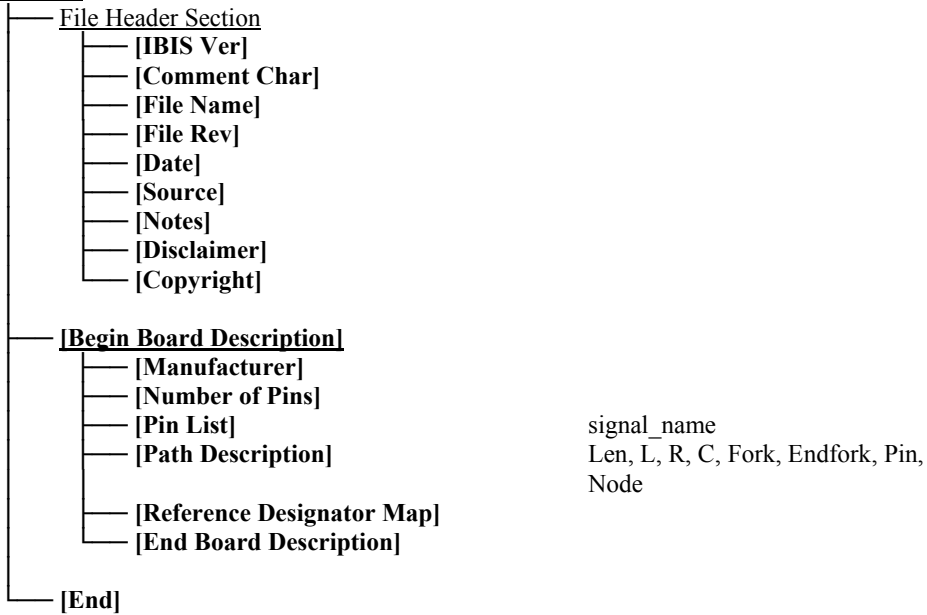 File Header Section
[IBIS Ver]
[Comment Char]
[File Name]
[File Rev]
[Date]
[Source]
[Notes]
[Disclaimer]
[Copyright]
[Begin Board Description]
[Manufacturer]
[Number of Pins]
[Pin List] signal_name
[Path Description] Len, L, R, C, Fork, Endfork, Pin,
Node
[Reference Designator Map]
[End Board Description]
[End]